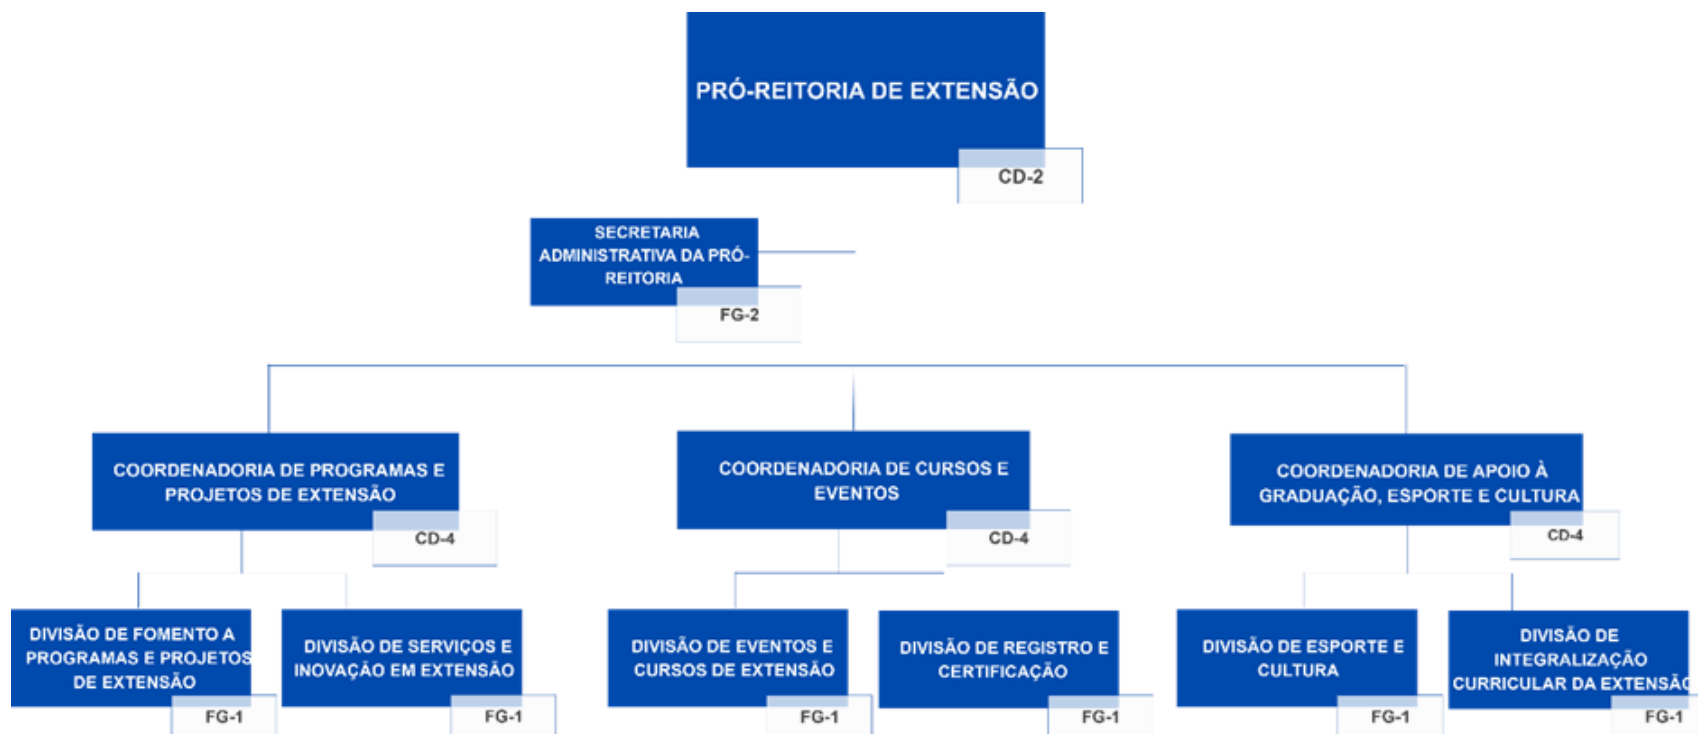 PRÓ-REITORIA DE EXTENSÃO
CD-2
SECRETARIA
ADMINISTRATIVA DA PRÓ-
REITORIA
FG-2
COORDENADORIA DE PROGRAMAS E
PROJETOS DE EXTENSÃO
CD-4
COORDENADORIA DE CURSOS E
EVENTOS
CD-4
COORDENADORIA DE APOIO À
GRADUAÇÃO, ESPORTE E CULTURA
CD-4
DIVISÃO DE FOMENTO A
PROGRAMAS E PROJETOS
DE EXTENSÃO
FG-1
DIVISÃO DE SERVIÇOS E
INOVAÇÃO EM EXTENSÃO
FG-1
DIVISÃO DE EVENTOS E
CURSOS DE EXTENSÃO
FG-1
DIVISÃO DE REGISTRO E
CERTIFICAÇÃO
FG-1
DIVISÃO DE ESPORTE E
CULTURA
FG-1
DIVISÃO DE
INTEGRALIZAÇÃO
CURRICULAR DA EXTENSÃO
FG-1